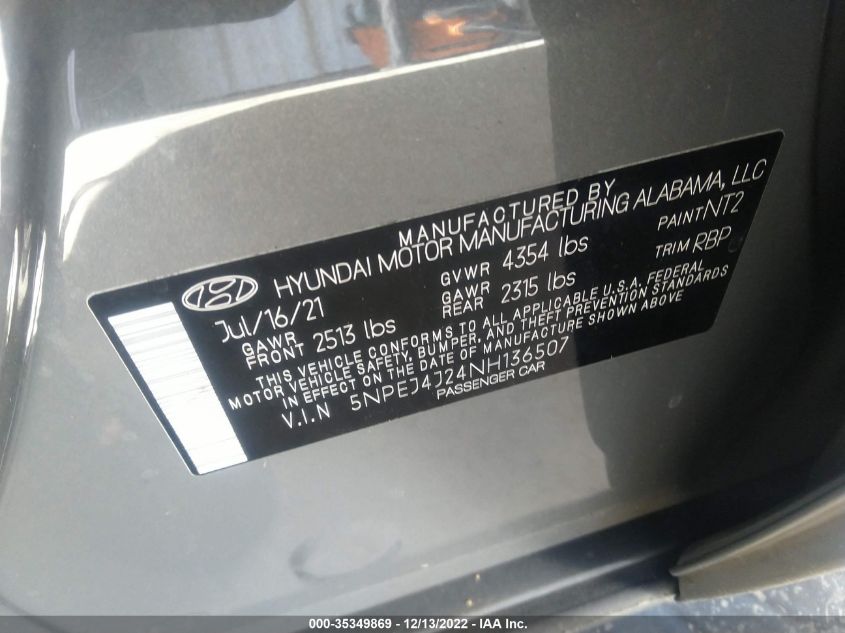 MANUFACTURED BY
HYUNDAI MOTOR MANUFACTURING ALABAMA, LLC
Jul/16/21 GVWR 4354 lbs PAINT NT2
GAWR FRONT 2513 lbs GAWR REAR 2315 lbs TRIM RBP
THIS VEHICLE CONFORMS TO ALL APPLICABLE U.S.A. FEDERAL
MOTOR VEHICLE SAFETY, BUMPER, AND THEFT PREVENTION STANDARDS
IN EFFECT ON THE DATE OF MANUFACTURE SHOWN ABOVE
V.I.N 5NPEJ4J24NH136507
PASSENGER CAR
000-35349869 - 12/13/2022 - IAA Inc.